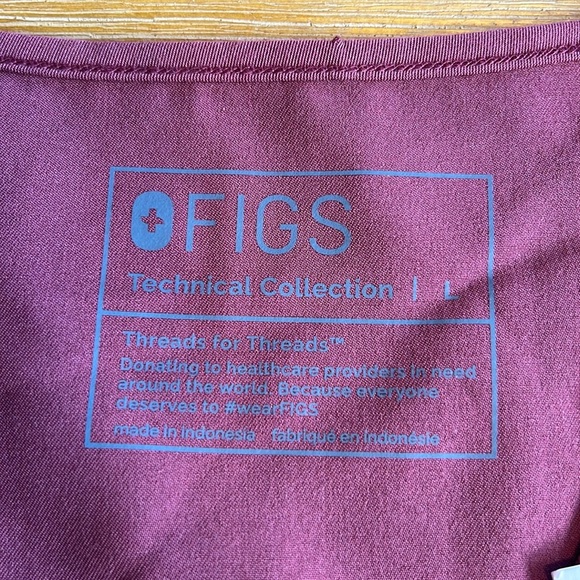 FIGS
Technical Collection | L
Threads for Threads™
Donating to healthcare providers in need
around the world. Because everyone
deserves to #wearFIGS
made in Indonesia fabriqué en Indonésie